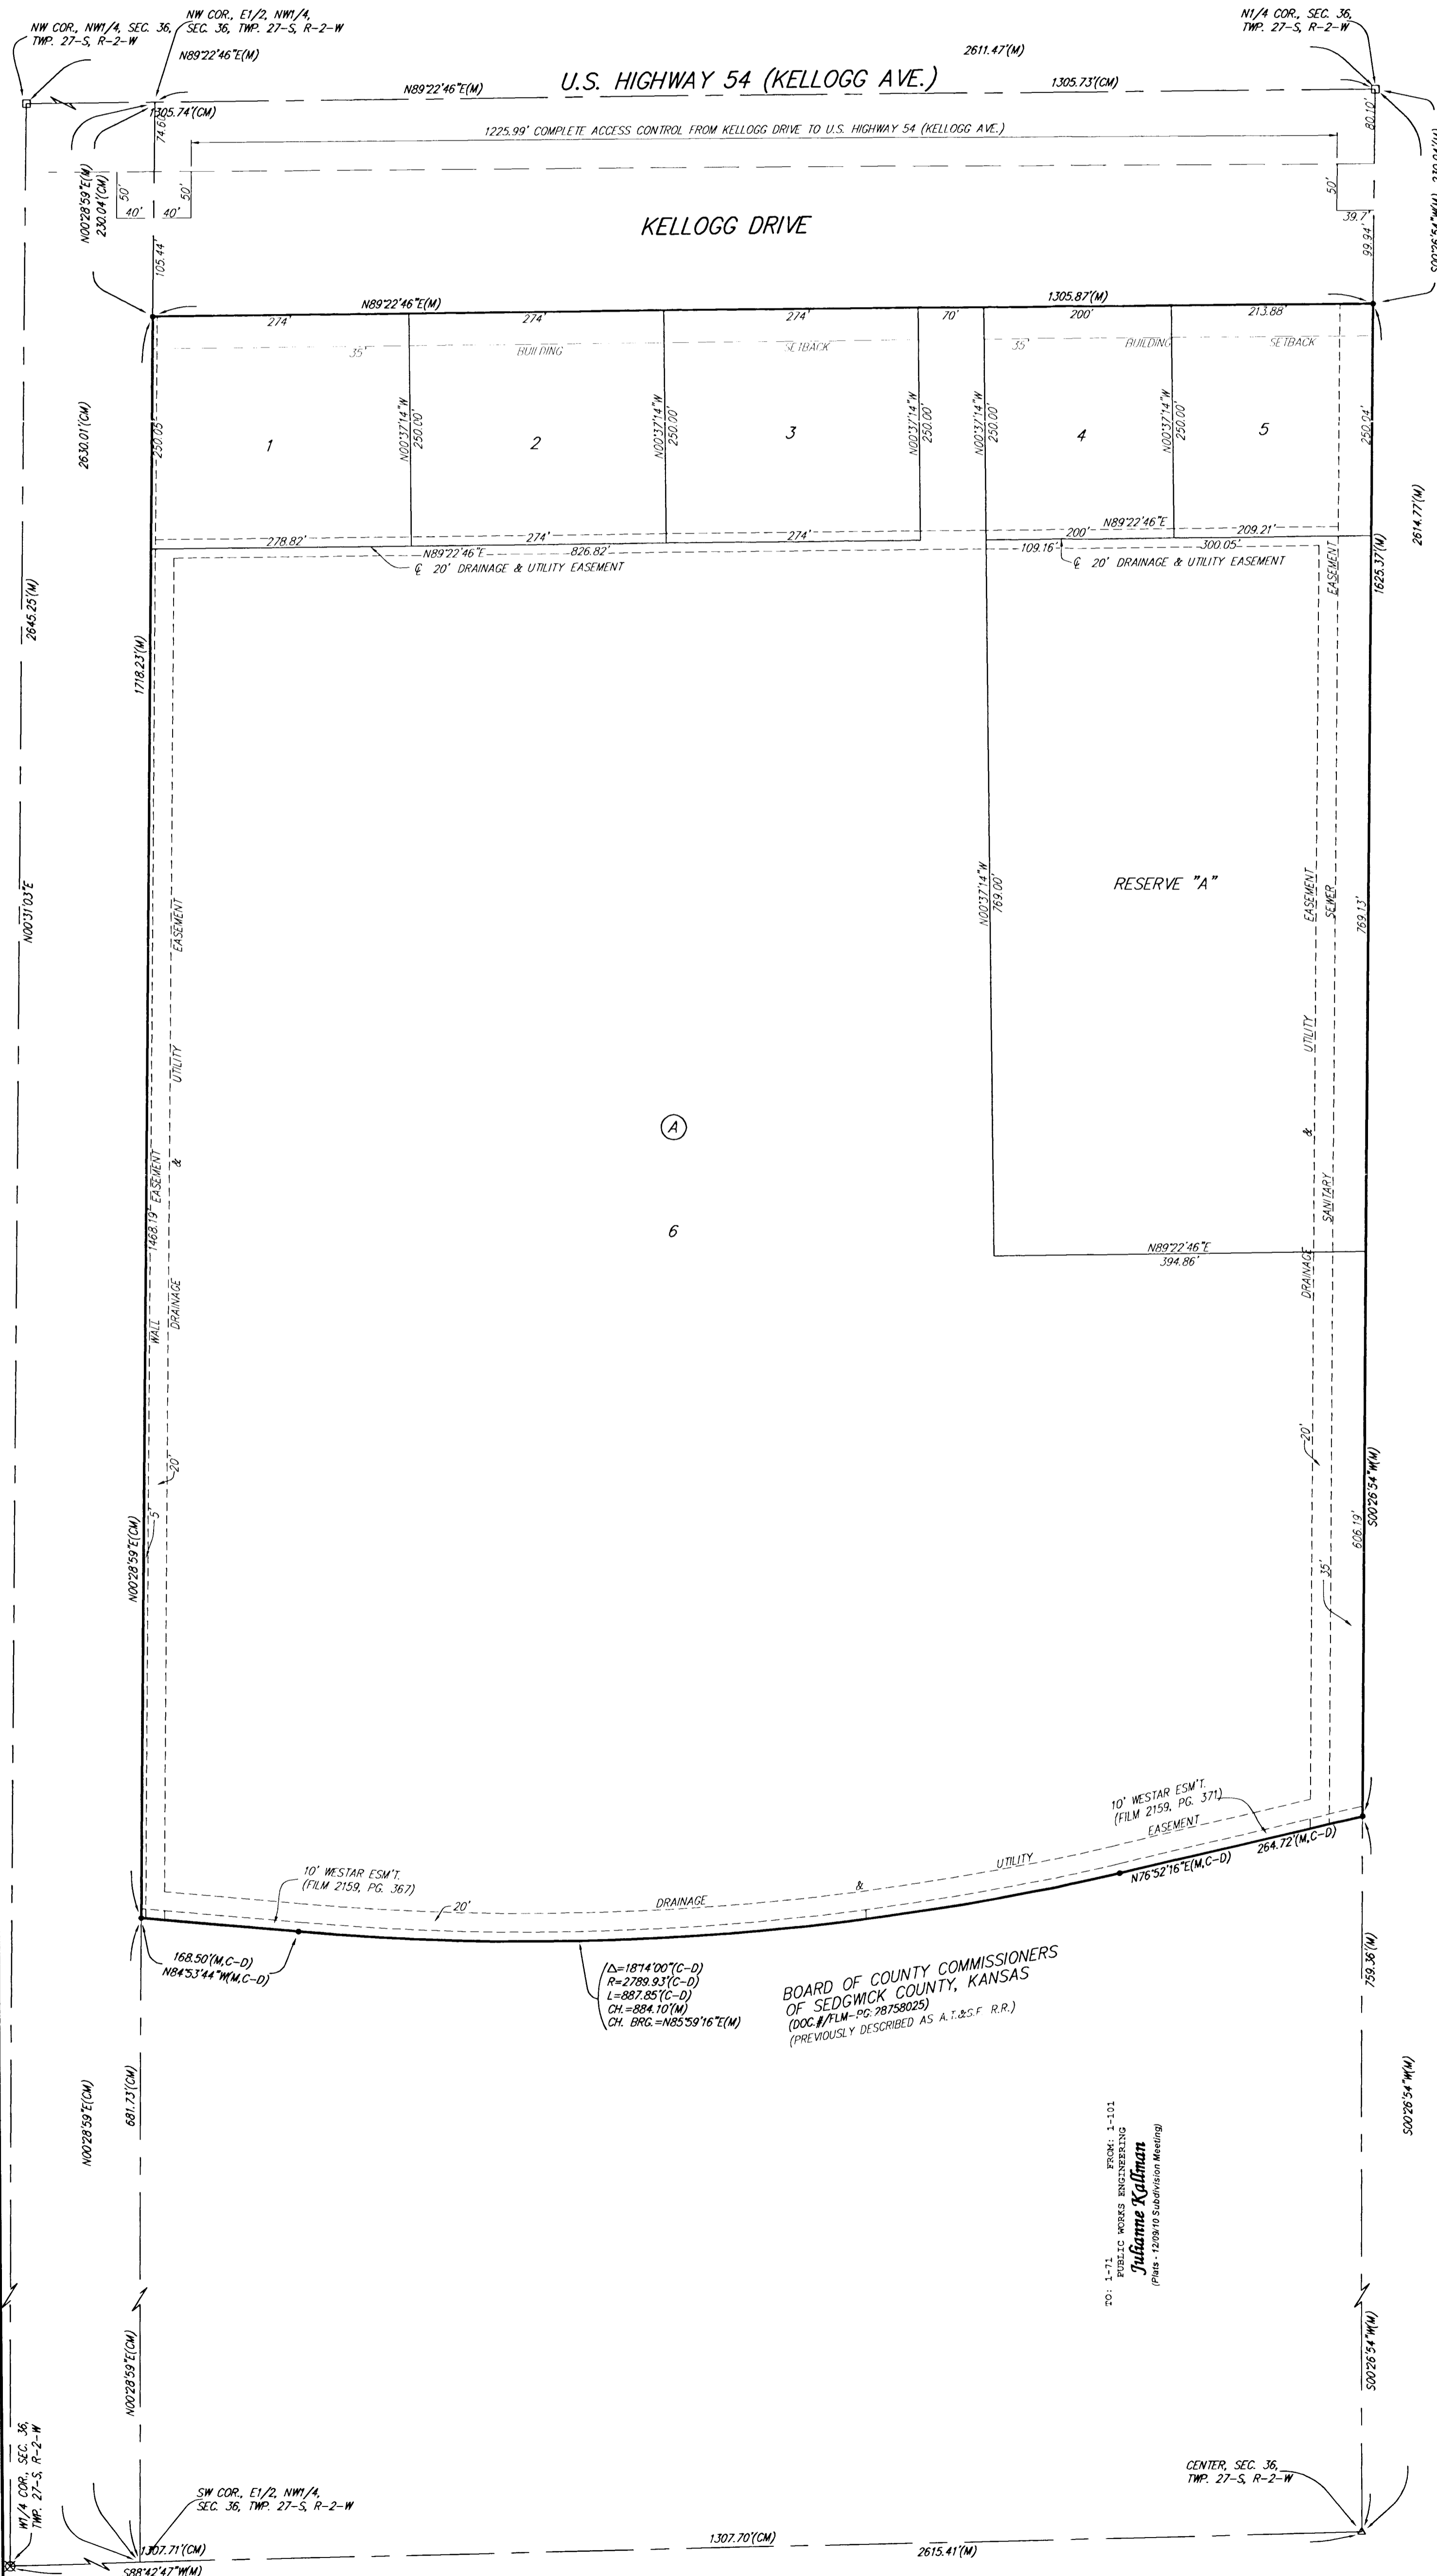 NW COR., NW1/4, SEC. 36,
TWP. 27-S, R-2-W
NW COR., E1/2, NW1/4,
SEC. 36, TWP. 27-S, R-2-W
N89°22'46"E(M)
2611.47'(M)
N1/4 COR., SEC. 36,
TWP. 27-S, R-2-W
N89°22'46"E(M)
U.S. HIGHWAY 54 (KELLOGG AVE.)
1305.73'(CM)
1305.74'(CM)
74.60'
80.10'
1225.99' COMPLETE ACCESS CONTROL FROM KELLOGG DRIVE TO U.S. HIGHWAY 54 (KELLOGG AVE.)
N00°28'59"E(M)
230.04'(CM)
50'
50'
40'
40'
50'
39.7'
99.94'
105.44'
KELLOGG DRIVE
N89°22'46"E(M)
1305.87'(M)
274'
274'
274'
70'
200'
213.88'
35'
BUILDING
SETBACK
35'
BUILDING
SETBACK
2630.01'(CM)
250.05'
1
N00°37'14"W
250.00'
2
N00°37'14"W
250.00'
3
N00°37'14"W
250.00'
N00°37'14"W
250.00'
4
N00°37'14"W
250.00'
5
250.04'
2614.77'(M)
278.82'
274'
274'
N89°22'46"E
200'
209.21'
N89°22'46"E
826.82'
109.16'
300.05'
℄ 20' DRAINAGE & UTILITY EASEMENT
℄ 20' DRAINAGE & UTILITY EASEMENT
EASEMENT
1625.37'(M)
2645.25'(M)
1718.23'(M)
N00°31'03"E
EASEMENT
UTILITY
&
DRAINAGE
N00°37'14"W
769.00'
RESERVE "A"
EASEMENT
SEWER
769.13'
UTILITY
&
SANITARY
DRAINAGE
A
6
1468.19'
EASEMENT
WALL
N89°22'46"E
394.86'
20'
5'
N00°28'59"E(CM)
20'
S00°26'54"W(M)
606.19'
35'
10' WESTAR ESM'T.
(FILM 2159, PG. 371)
EASEMENT
UTILITY
&
DRAINAGE
20'
264.72'(M,C-D)
N76°52'16"E(M,C-D)
10' WESTAR ESM'T.
(FILM 2159, PG. 367)
168.50'(M,C-D)
N84°53'44"W(M,C-D)
Δ=18°14'00"(C-D)
R=2789.93'(C-D)
L=887.85'(C-D)
CH.=884.10'(M)
CH. BRG.=N85°59'16"E(M)
BOARD OF COUNTY COMMISSIONERS
OF SEDGWICK COUNTY, KANSAS
(DOC.#/FLM-PG: 28758025)
(PREVIOUSLY DESCRIBED AS A.T.&S.F. R.R.)
759.36'(M)
N00°28'59"E(CM)
681.73'(CM)
S00°26'54"W(M)
TO: 1-71 FROM: 1-101
PUBLIC WORKS ENGINEERING
Julianne Kallman
(Plats - 12/09/10 Subdivision Meeting)
N00°28'59"E(CM)
S00°26'54"W(M)
W1/4 COR., SEC. 36,
TWP. 27-S, R-2-W
SW COR., E1/2, NW1/4,
SEC. 36, TWP. 27-S, R-2-W
CENTER, SEC. 36,
TWP. 27-S, R-2-W
1307.71'(CM)
1307.70'(CM)
S88°42'47"W(M)
2615.41'(M)